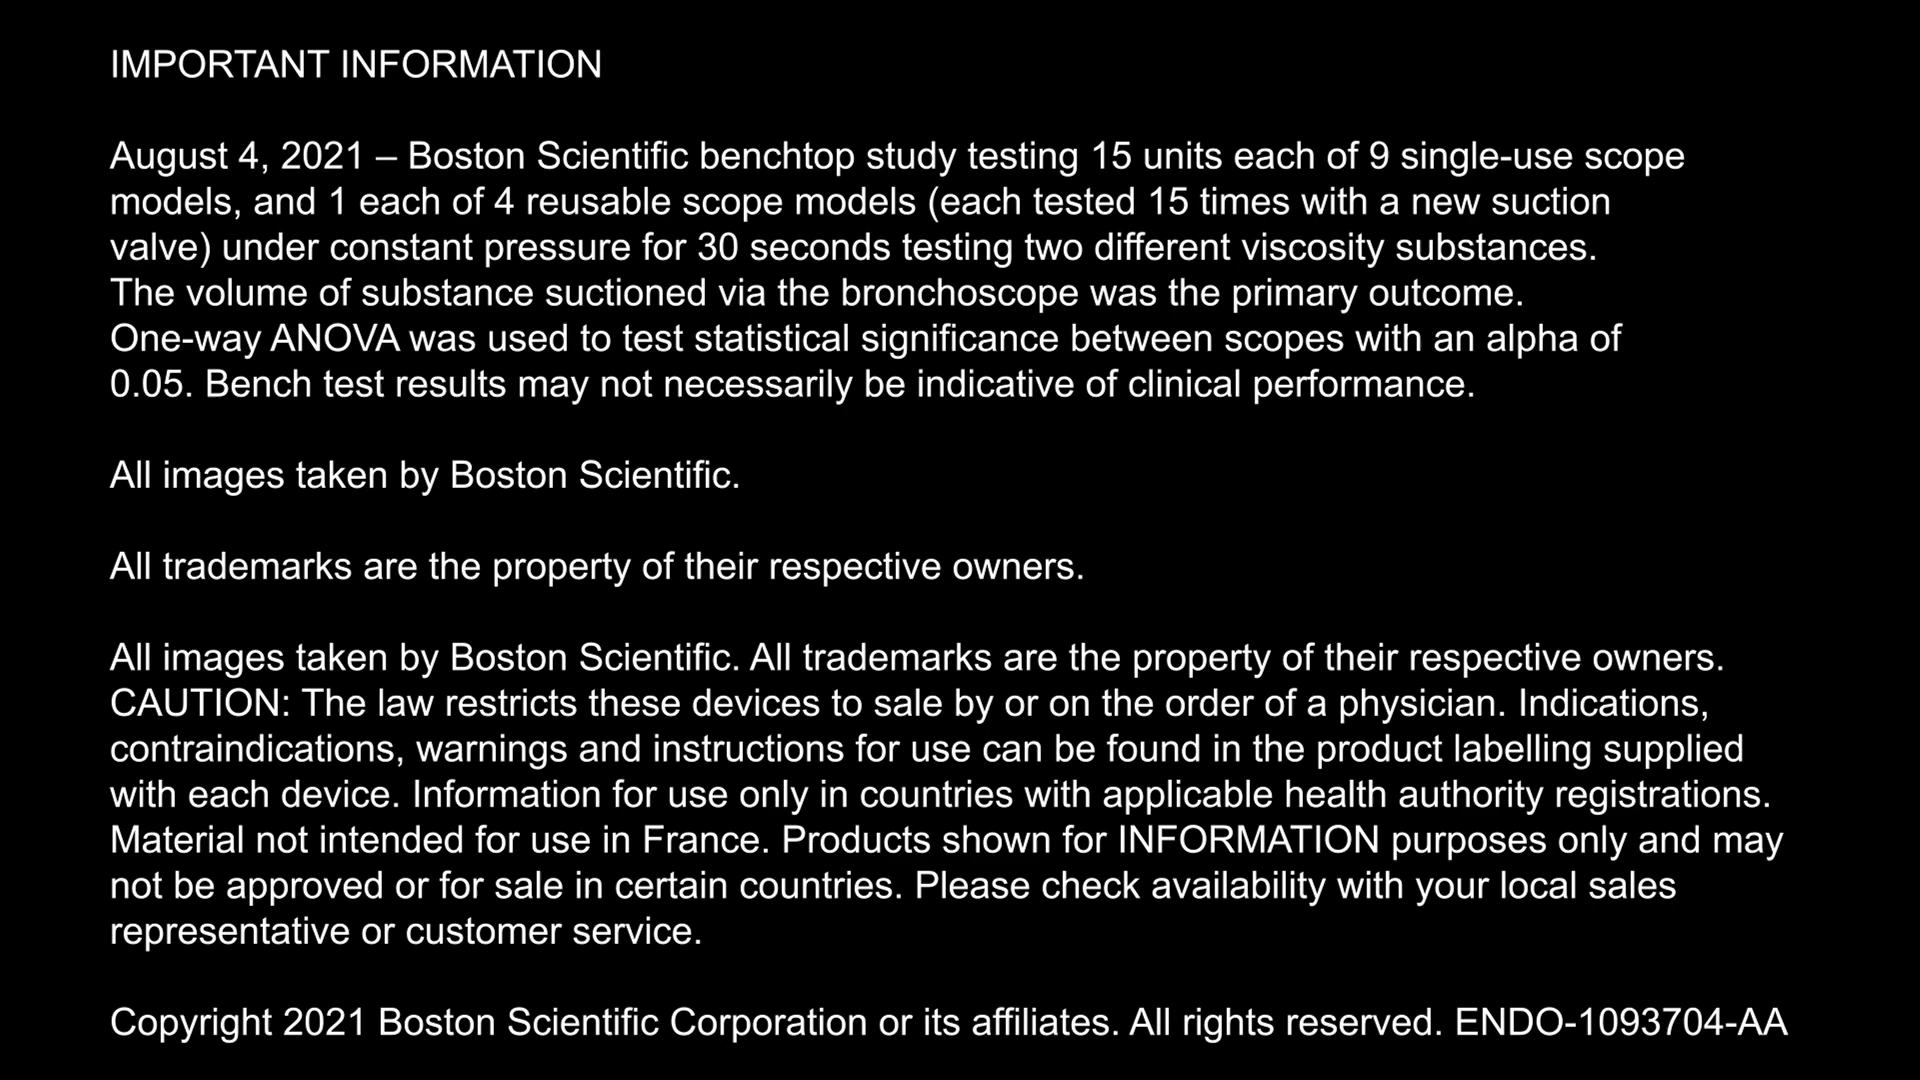 IMPORTANT INFORMATION
August 4, 2021 – Boston Scientific benchtop study testing 15 units each of 9 single-use scope
models, and 1 each of 4 reusable scope models (each tested 15 times with a new suction
valve) under constant pressure for 30 seconds testing two different viscosity substances.
The volume of substance suctioned via the bronchoscope was the primary outcome.
One-way ANOVA was used to test statistical significance between scopes with an alpha of
0.05. Bench test results may not necessarily be indicative of clinical performance.
All images taken by Boston Scientific.
All trademarks are the property of their respective owners.
All images taken by Boston Scientific. All trademarks are the property of their respective owners.
CAUTION: The law restricts these devices to sale by or on the order of a physician. Indications,
contraindications, warnings and instructions for use can be found in the product labelling supplied
with each device. Information for use only in countries with applicable health authority registrations.
Material not intended for use in France. Products shown for INFORMATION purposes only and may
not be approved or for sale in certain countries. Please check availability with your local sales
representative or customer service.
Copyright 2021 Boston Scientific Corporation or its affiliates. All rights reserved. ENDO-1093704-AA